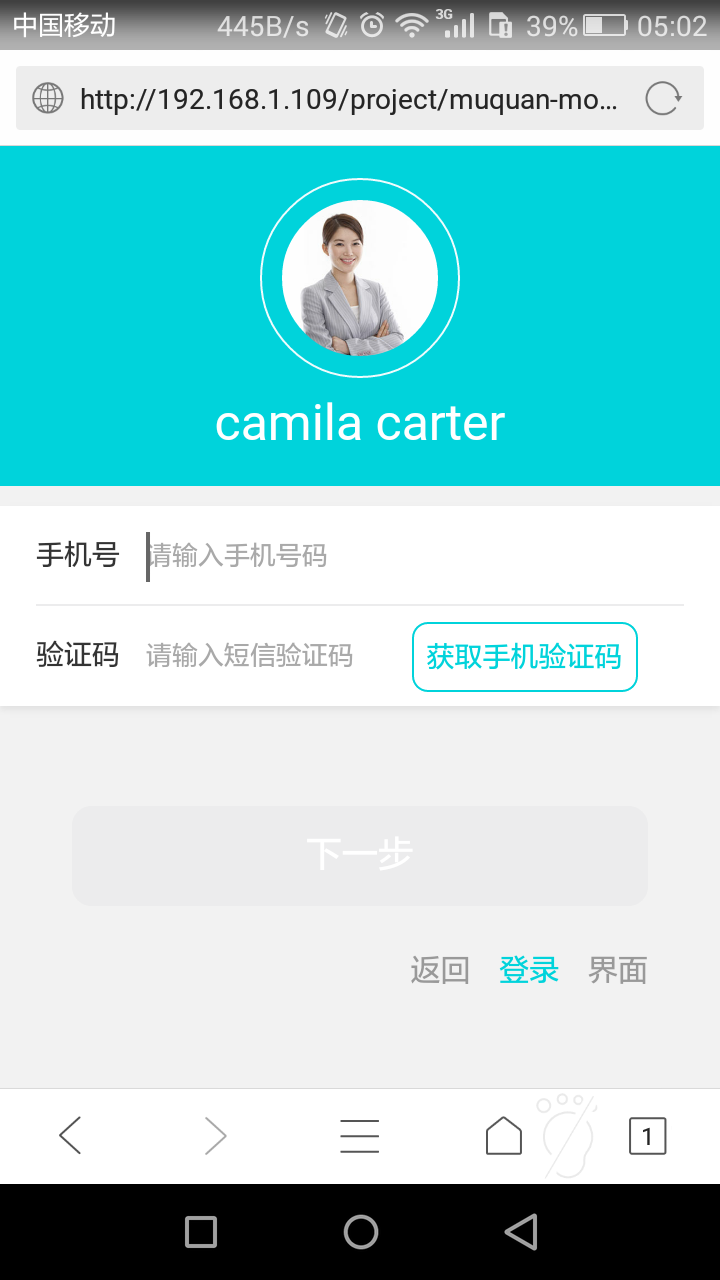 中国移动 445B/s 3G 39% 05:02
http://192.168.1.109/project/muquan-mo...
camila carter
手机号 请输入手机号码
验证码 请输入短信验证码 获取手机验证码
下一步
返回 登录 界面
1